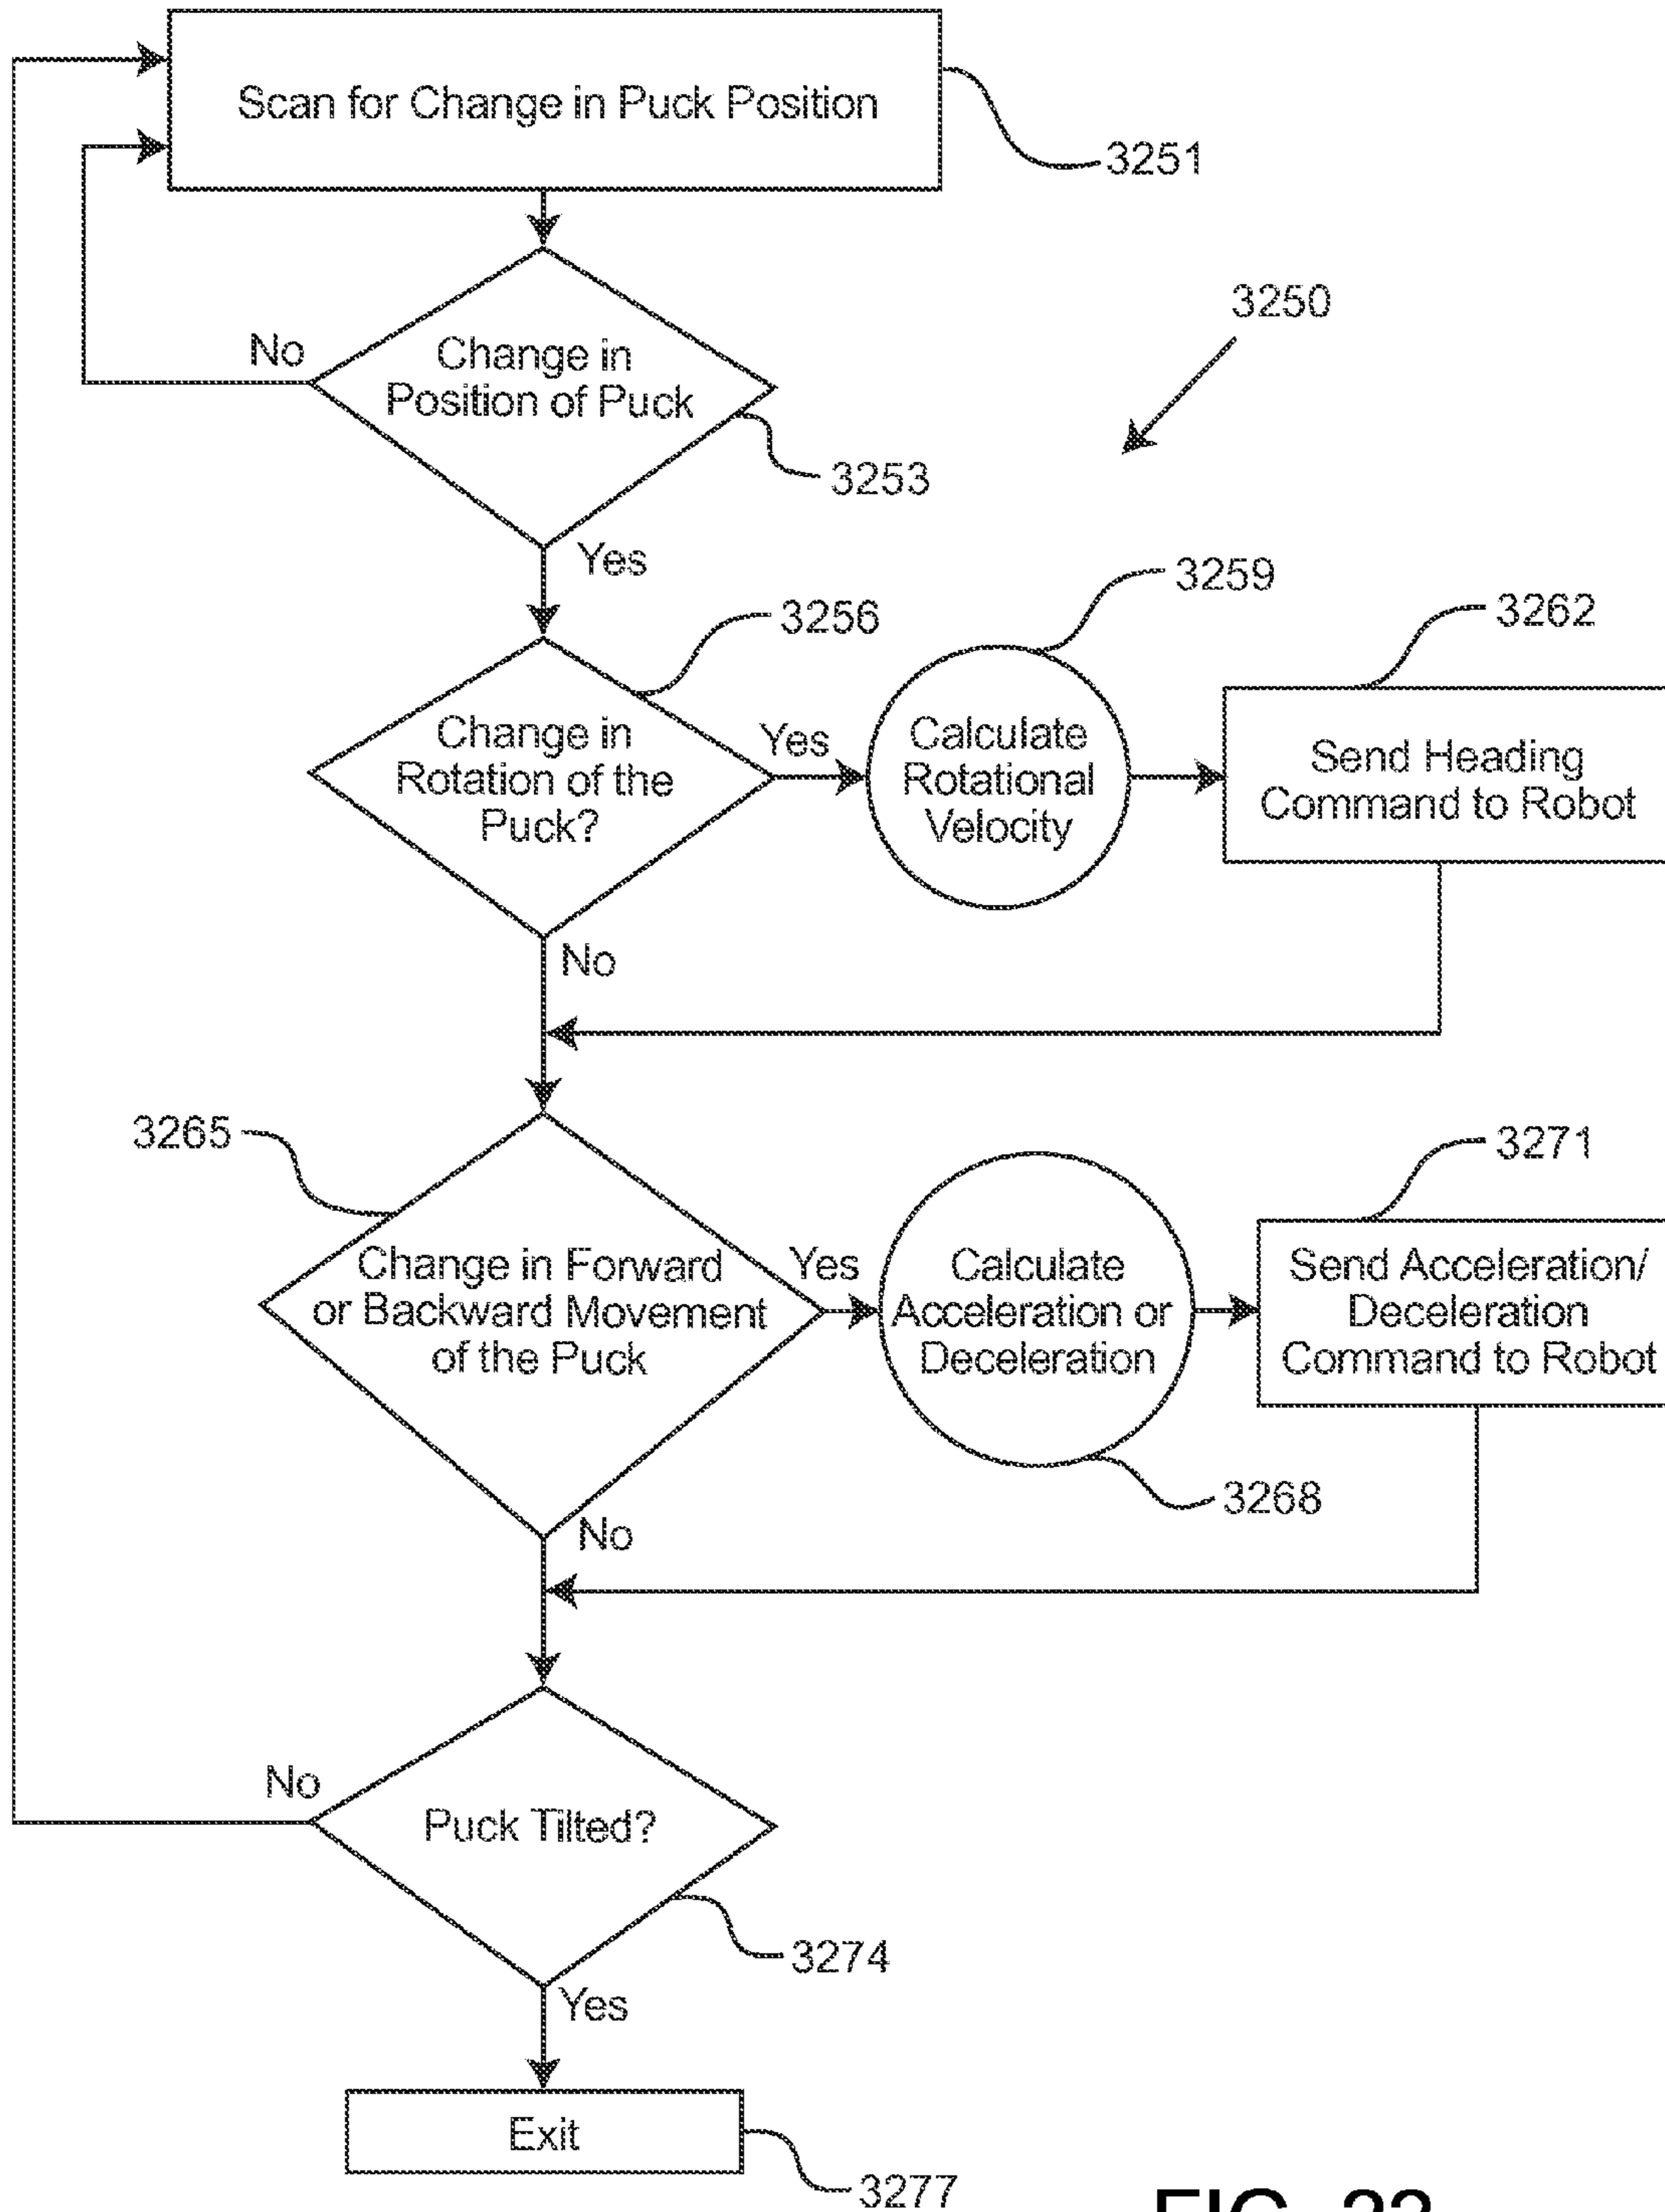 Scan for Change in Puck Position
3251
3250
No
Change in
Position of Puck
3253
Yes
3256
3259
3262
Change in
Rotation of the
Puck?
Yes
Calculate
Rotational
Velocity
Send Heading
Command to Robot
No
3265
3271
Change in Forward
or Backward Movement
of the Puck
Yes
Calculate
Acceleration or
Deceleration
Send Acceleration/
Deceleration
Command to Robot
3268
No
No
Puck Tilted?
3274
Yes
Exit
3277
FIG.